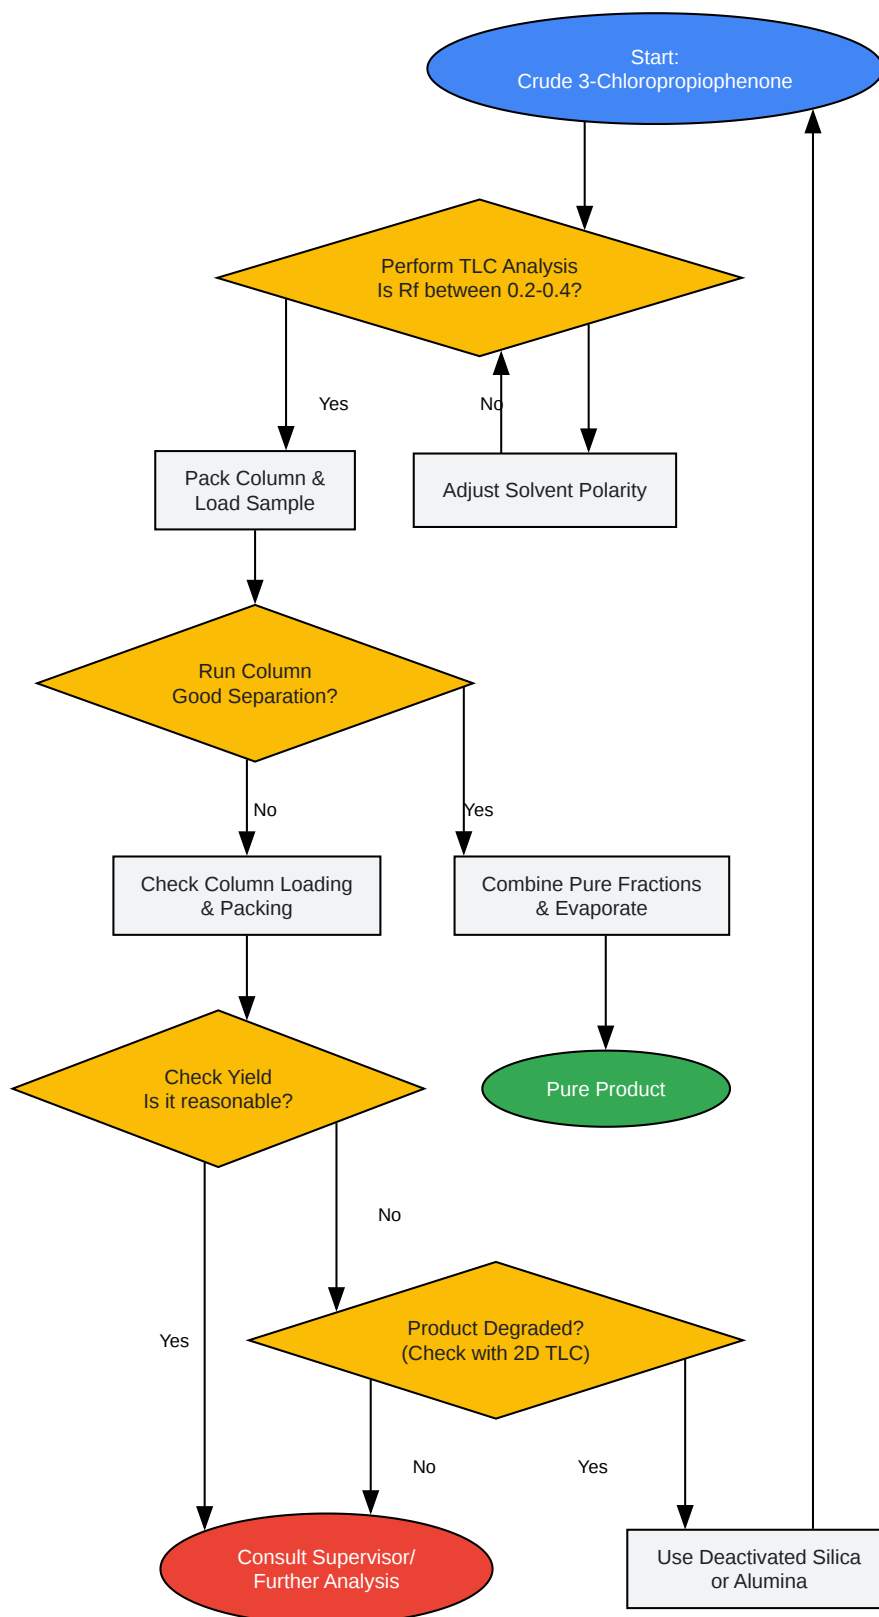 Start:
Crude 3-Chloropropiophenone
Perform TLC Analysis
Is Rf between 0.2-0.4?
Yes
No
Pack Column &
Load Sample
Adjust Solvent Polarity
Run Column
Good Separation?
No
Yes
Check Column Loading
& Packing
Combine Pure Fractions
& Evaporate
Check Yield
Is it reasonable?
Pure Product
No
Yes
Product Degraded?
(Check with 2D TLC)
No
Yes
Consult Supervisor/
Further Analysis
Use Deactivated Silica
or Alumina